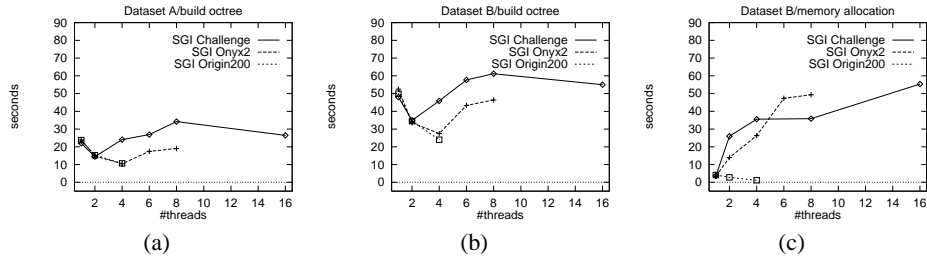 Dataset A/build octree
90
80
70
60
50
40
30
20
10
0
seconds
SGI Challenge
SGI Onyx2
SGI Origin200
2 4 6 8 10 12 14 16
#threads
(a)
Dataset B/build octree
90
80
70
60
50
40
30
20
10
0
seconds
SGI Challenge
SGI Onyx2
SGI Origin200
2 4 6 8 10 12 14 16
#threads
(b)
Dataset B/memory allocation
90
80
70
60
50
40
30
20
10
0
seconds
SGI Challenge
SGI Onyx2
SGI Origin200
2 4 6 8 10 12 14 16
#threads
(c)